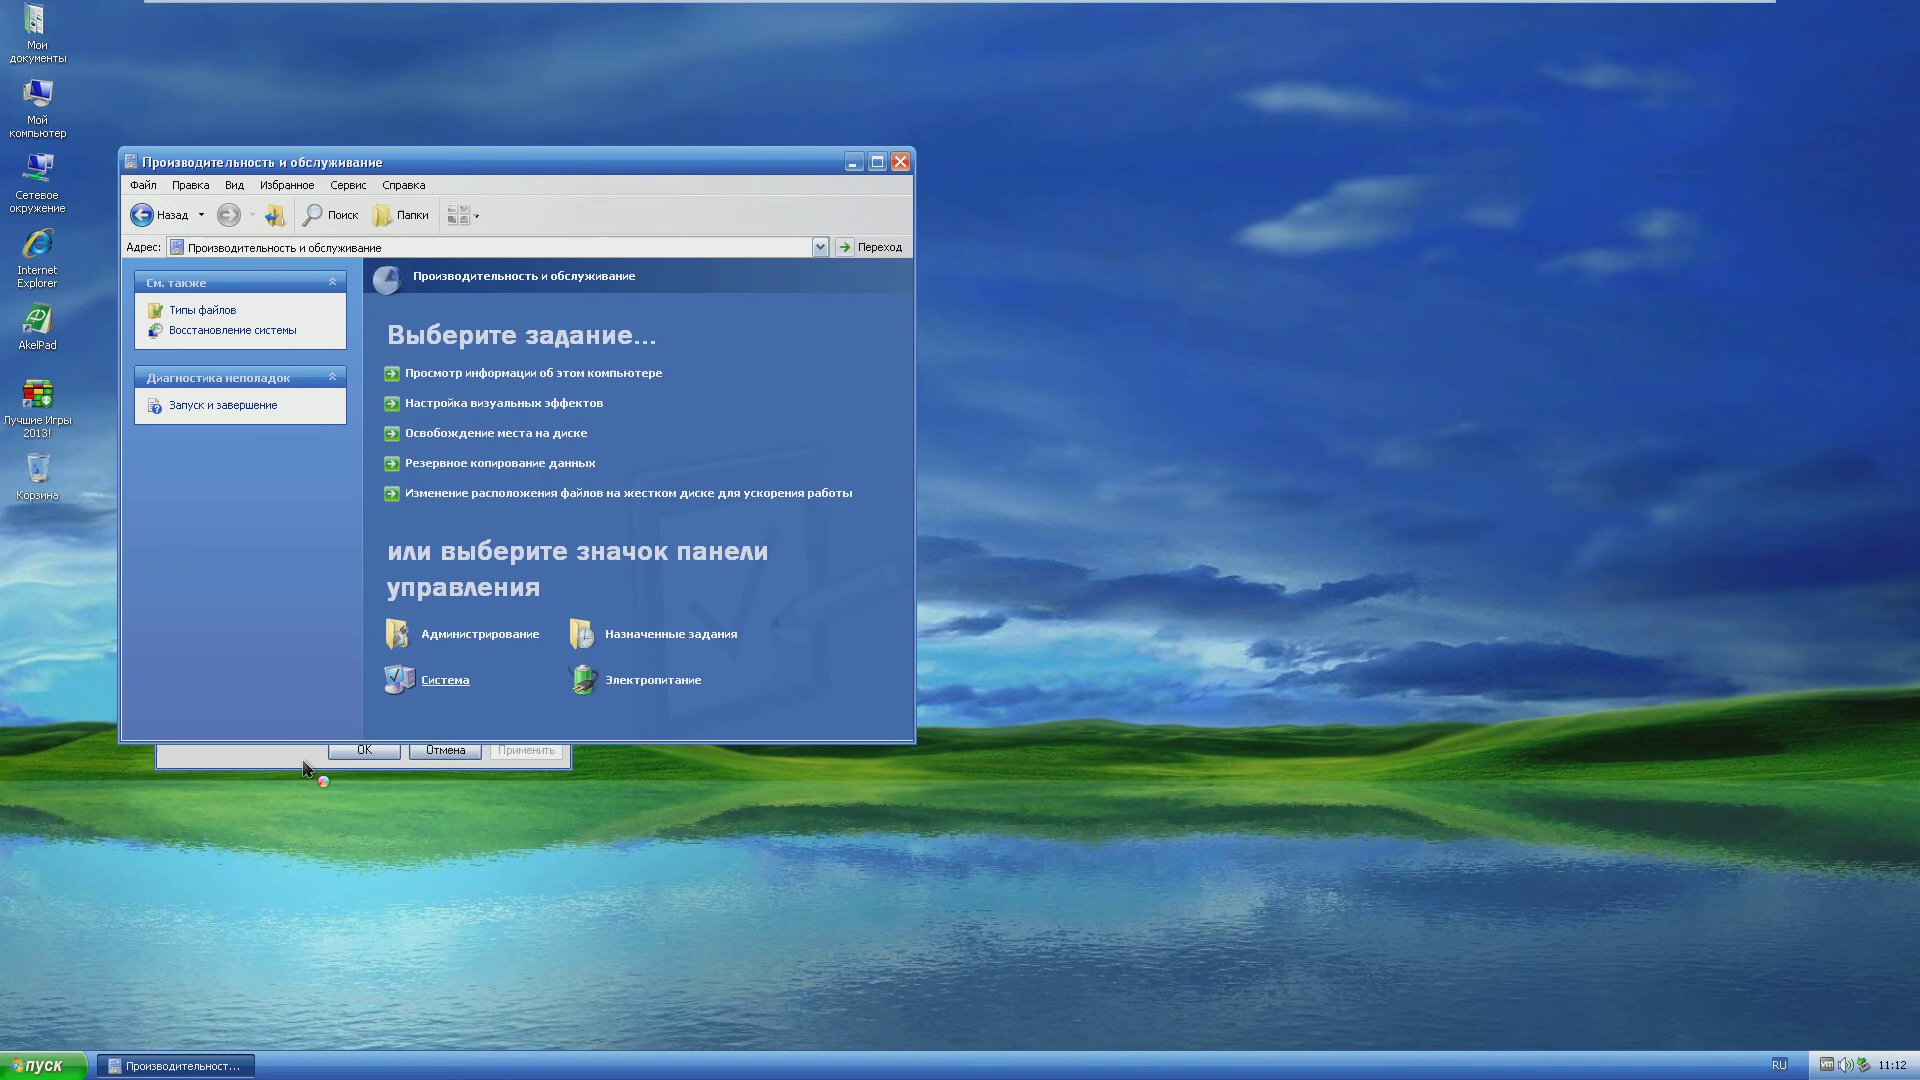 Мои
документы
Мой
компьютер
Сетевое
окружение
Internet
Explorer
AkelPad
Лучшие Игры
2013!
Корзина
Производительность и обслуживание
Файл Правка Вид Избранное Сервис Справка
Назад Поиск Папки
Адрес: Производительность и обслуживание Переход
См. также
Типы файлов
Восстановление системы
Диагностика неполадок
Запуск и завершение
Производительность и обслуживание
Выберите задание...
Просмотр информации об этом компьютере
Настройка визуальных эффектов
Освобождение места на диске
Резервное копирование данных
Изменение расположения файлов на жестком диске для ускорения работы
или выберите значок панели
управления
Администрирование Назначенные задания
Система Электропитание
ОК Отмена Применить
пуск Производительност... RU vm 11:12